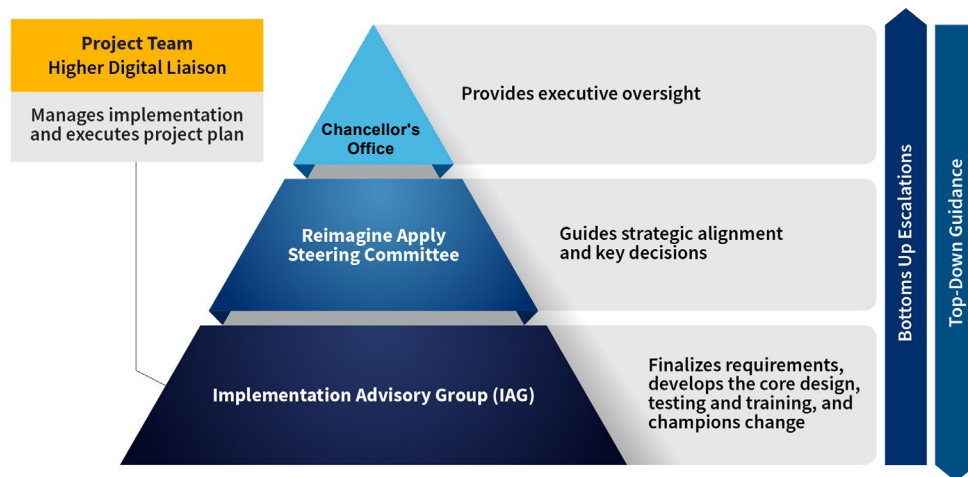 Project Team
Higher Digital Liaison
Manages implementation
and executes project plan
Chancellor's
Office
Provides executive oversight
Reimagine Apply
Steering Committee
Guides strategic alignment
and key decisions
Implementation Advisory Group (IAG)
Finalizes requirements,
develops the core design,
testing and training, and
champions change
Bottoms Up Escalations
Top-Down Guidance